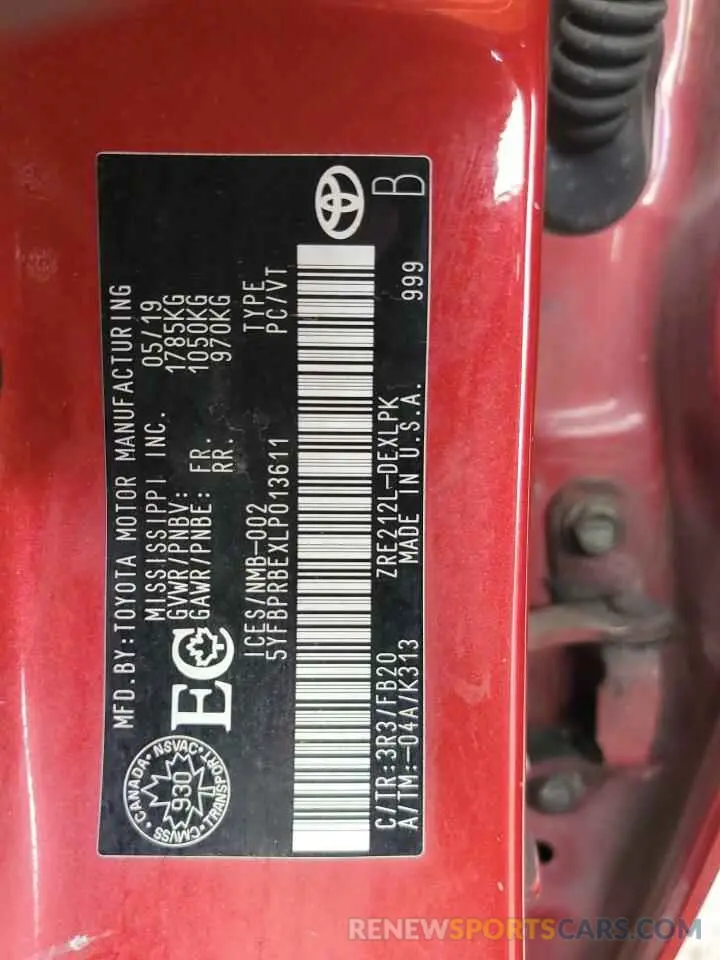 MFD.BY:TOYOTA MOTOR MANUFACTURING
MISSISSIPPI INC. 05/19
GVWR/PNBV: 1785KG
GAWR/PNBE: FR. 1050KG
RR. 970KG
EC
CANADA
NSVAC
TRANSPORT
CMVSS
930
ICES/NMB-002 TYPE
5YFBPRBEXLP013611 PC/VT
C/TR:3R3/FB20 ZRE212L-DEXLPK B
A/TM:-04A/K313 MADE IN U.S.A. 999
RENEWSPORTSCARS.COM